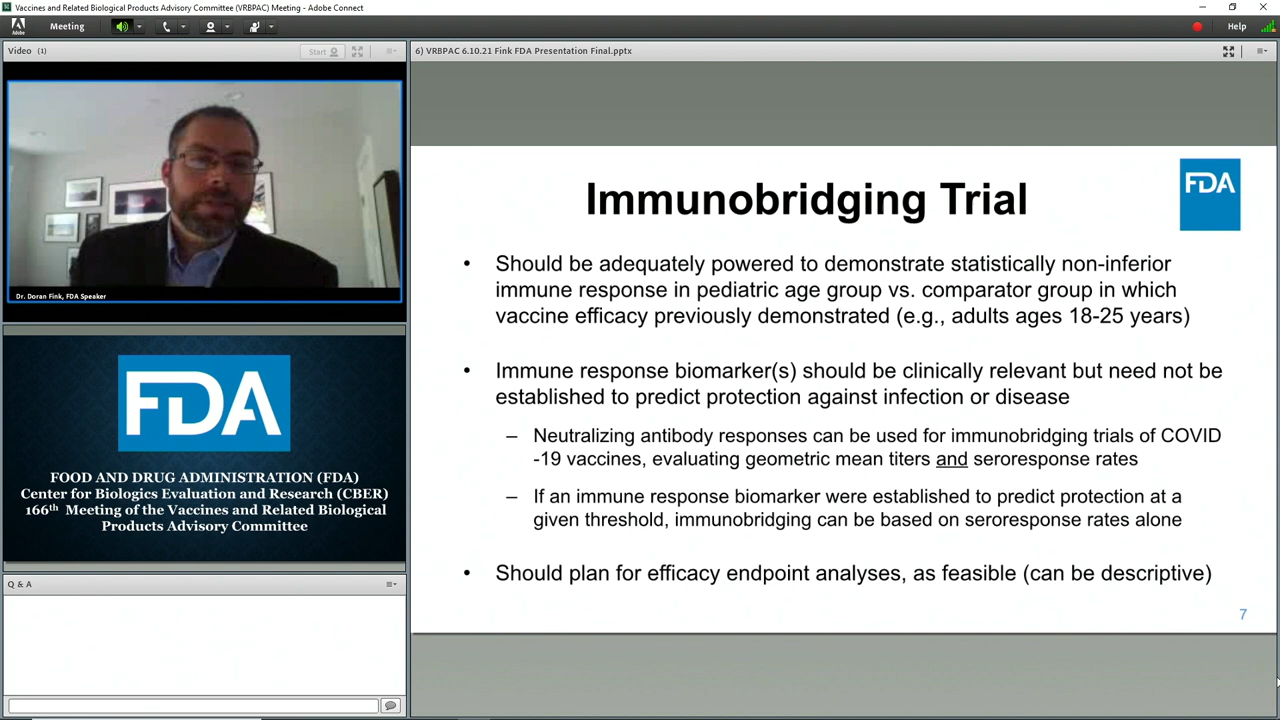 Vaccines and Related Biological Products Advisory Committee (VRBPAC) Meeting - Adobe Connect
Adobe
Meeting
Help
Video (1)
Start
Dr. Doran Fink, FDA Speaker
FDA
FOOD AND DRUG ADMINISTRATION (FDA)
Center for Biologics Evaluation and Research (CBER)
166th Meeting of the Vaccines and Related Biological
Products Advisory Committee
Q & A
6) VRBPAC 6.10.21 Fink FDA Presentation Final.pptx
FDA
Immunobridging Trial
• Should be adequately powered to demonstrate statistically non-inferior
immune response in pediatric age group vs. comparator group in which
vaccine efficacy previously demonstrated (e.g., adults ages 18-25 years)
• Immune response biomarker(s) should be clinically relevant but need not be
established to predict protection against infection or disease
– Neutralizing antibody responses can be used for immunobridging trials of COVID
-19 vaccines, evaluating geometric mean titers and seroresponse rates
– If an immune response biomarker were established to predict protection at a
given threshold, immunobridging can be based on seroresponse rates alone
• Should plan for efficacy endpoint analyses, as feasible (can be descriptive)
7